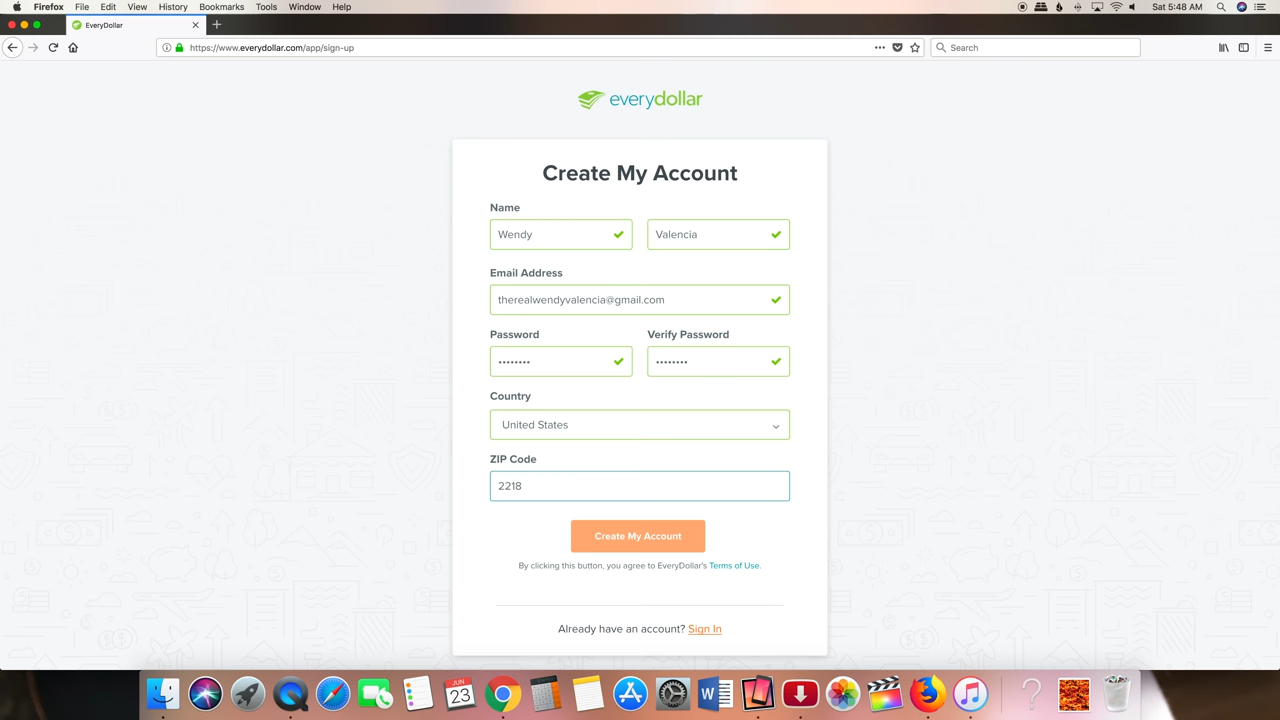 Firefox File Edit View History Bookmarks Tools Window Help Sat 5:48 AM
EveryDollar
https://www.everydollar.com/app/sign-up Search
everydollar
Create My Account
Name
Wendy Valencia
Email Address
therealwendyvalencia@gmail.com
Password Verify Password
•••••••• ••••••••
Country
United States
ZIP Code
2218
Create My Account
By clicking this button, you agree to EveryDollar's Terms of Use.
Already have an account? Sign In
JUN
23